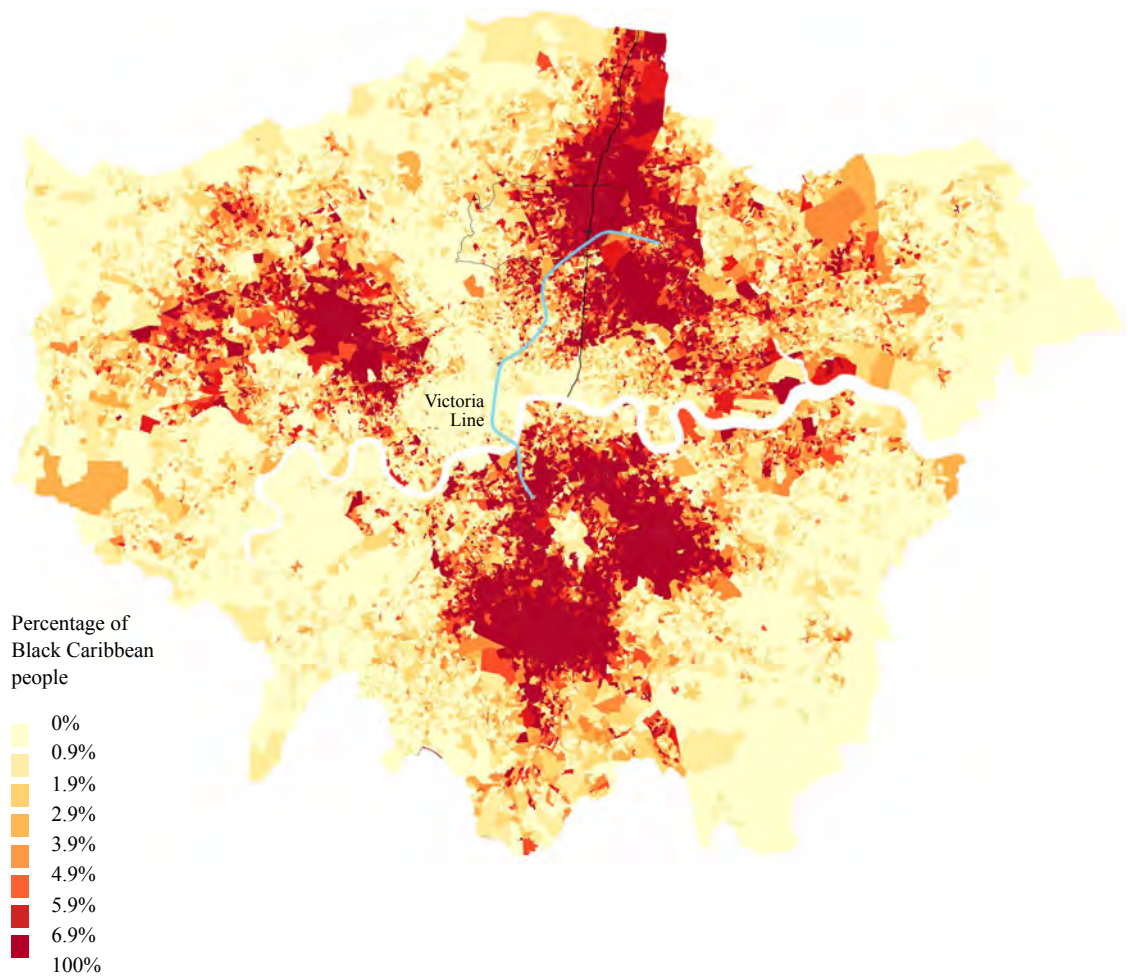 Victoria
Line
Percentage of
Black Caribbean
people
0%
0.9%
1.9%
2.9%
3.9%
4.9%
5.9%
6.9%
100%